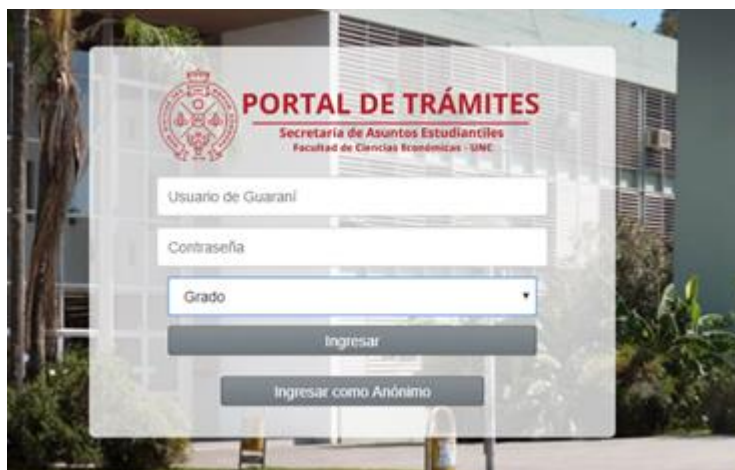 PORTAL DE TRÁMITES
Secretaría de Asuntos Estudiantiles
Facultad de Ciencias Económicas - UNC
Usuario de Guaraní
Contraseña
Grado
Ingresar
Ingresar como Anónimo